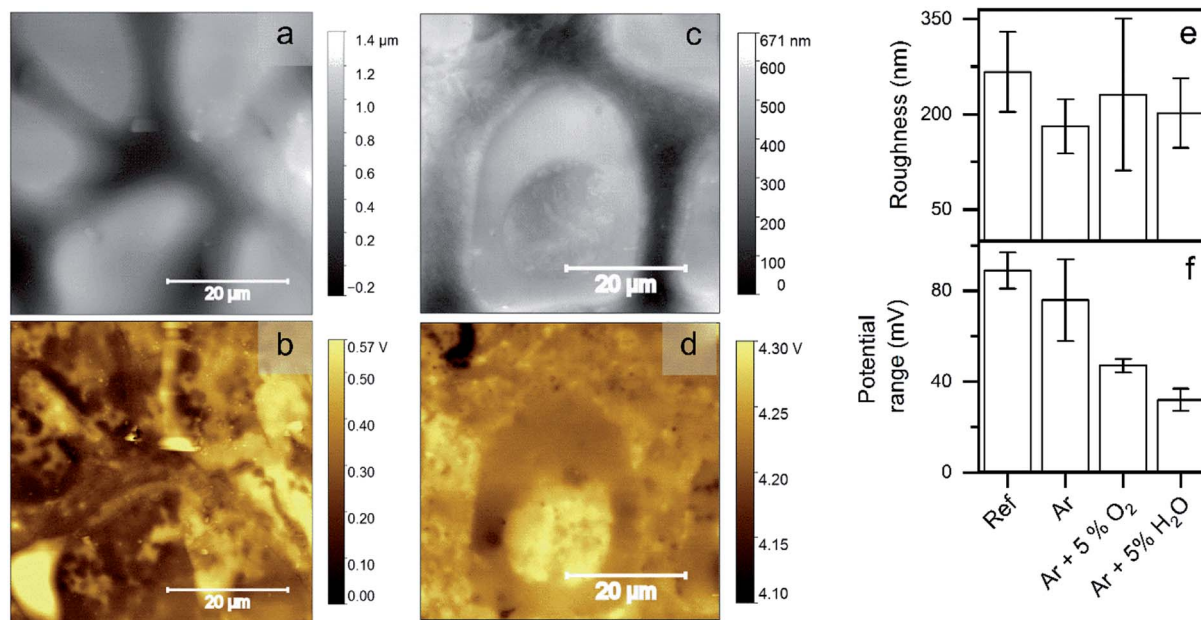 a
1.4 µm
1.2
1.0
0.8
0.6
0.4
0.2
−0.2
20 µm
b
0.57 V
0.50
0.40
0.30
0.20
0.10
0.00
20 µm
c
671 nm
600
500
400
300
200
100
0
20 µm
d
4.30 V
4.25
4.20
4.15
4.10
20 µm
e
Roughness (nm)
350
200
50
f
Potential
range (mV)
80
40
0
Ref
Ar
Ar + 5 % O₂
Ar + 5% H₂O